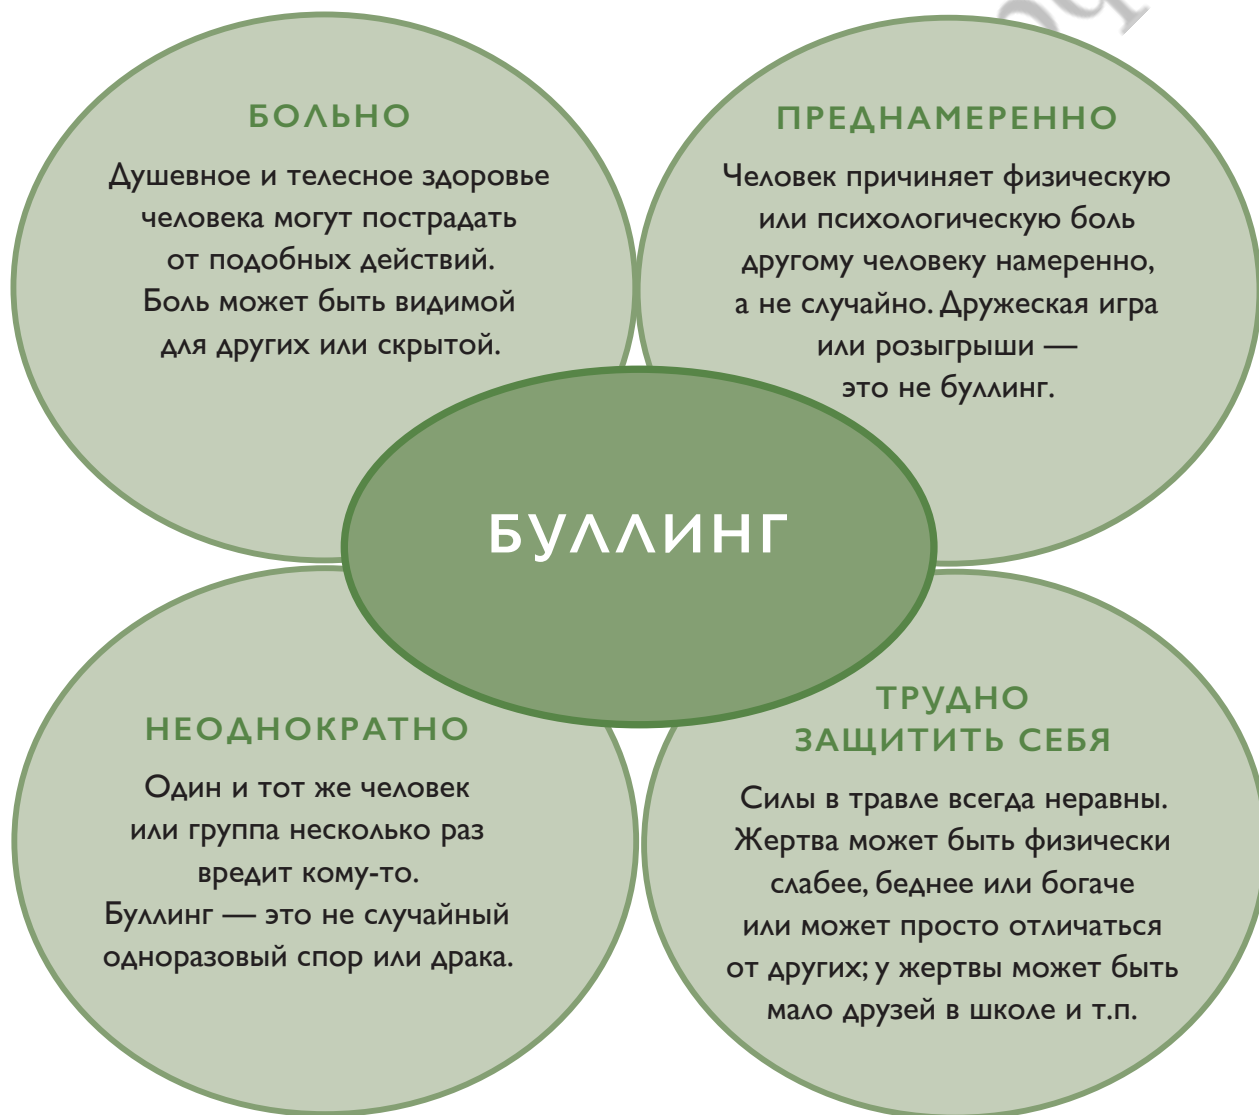 БОЛЬНО
Душевное и телесное здоровье
человека могут пострадать
от подобных действий.
Боль может быть видимой
для других или скрытой.
ПРЕДНАМЕРЕННО
Человек причиняет физическую
или психологическую боль
другому человеку намеренно,
а не случайно. Дружеская игра
или розыгрыши —
это не буллинг.
БУЛЛИНГ
НЕОДНОКРАТНО
Один и тот же человек
или группа несколько раз
вредит кому-то.
Буллинг — это не случайный
одноразовый спор или драка.
ТРУДНО
ЗАЩИТИТЬ СЕБЯ
Силы в травле всегда неравны.
Жертва может быть физически
слабее, беднее или богаче
или может просто отличаться
от других; у жертвы может быть
мало друзей в школе и т.п.